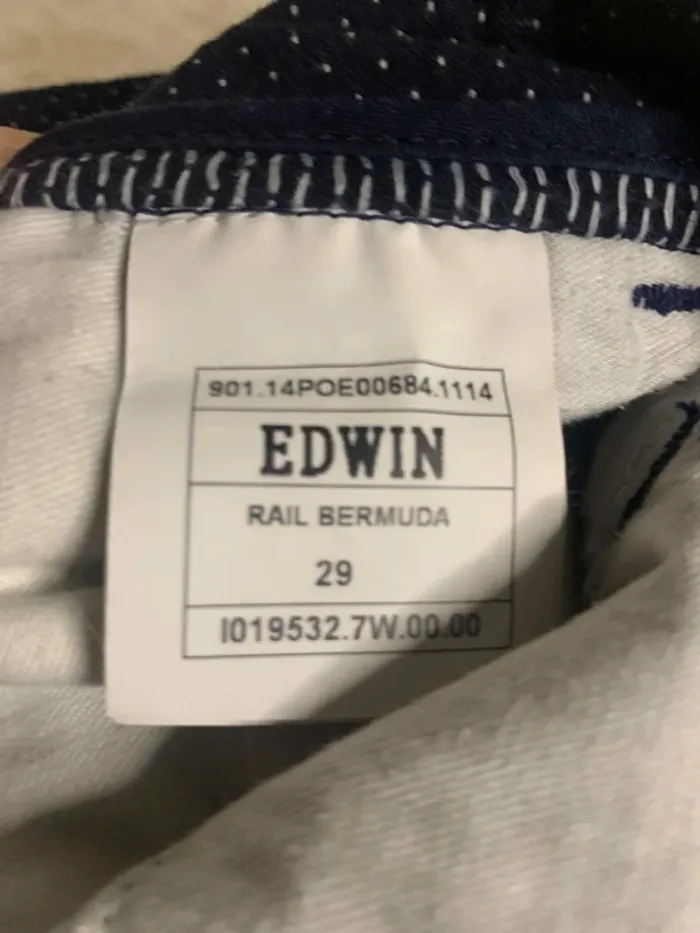 901.14POE00684.1114
EDWIN
RAIL BERMUDA
29
I019532.7W.00.00